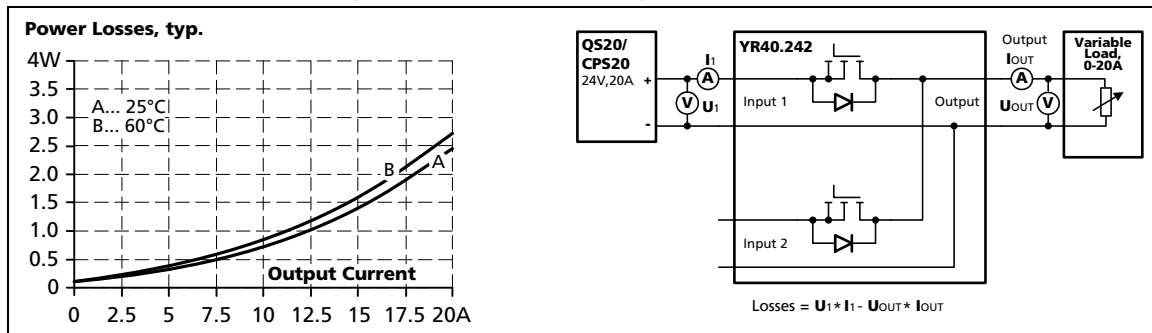 Power Losses, typ.
4W
3.5
3.0
2.5
2.0
1.5
1.0
0.5
0
A... 25°C
B... 60°C
B
A
Output Current
0 2.5 5 7.5 10 12.5 15 17.5 20A
QS20/
CPS20
24V,20A
+
-
I1
A
V U1
YR40.242
Input 1
Output
Input 2
Output
IOUT
A
UOUT V
Variable
Load,
0-20A
Losses = U1* I1- UOUT* IOUT